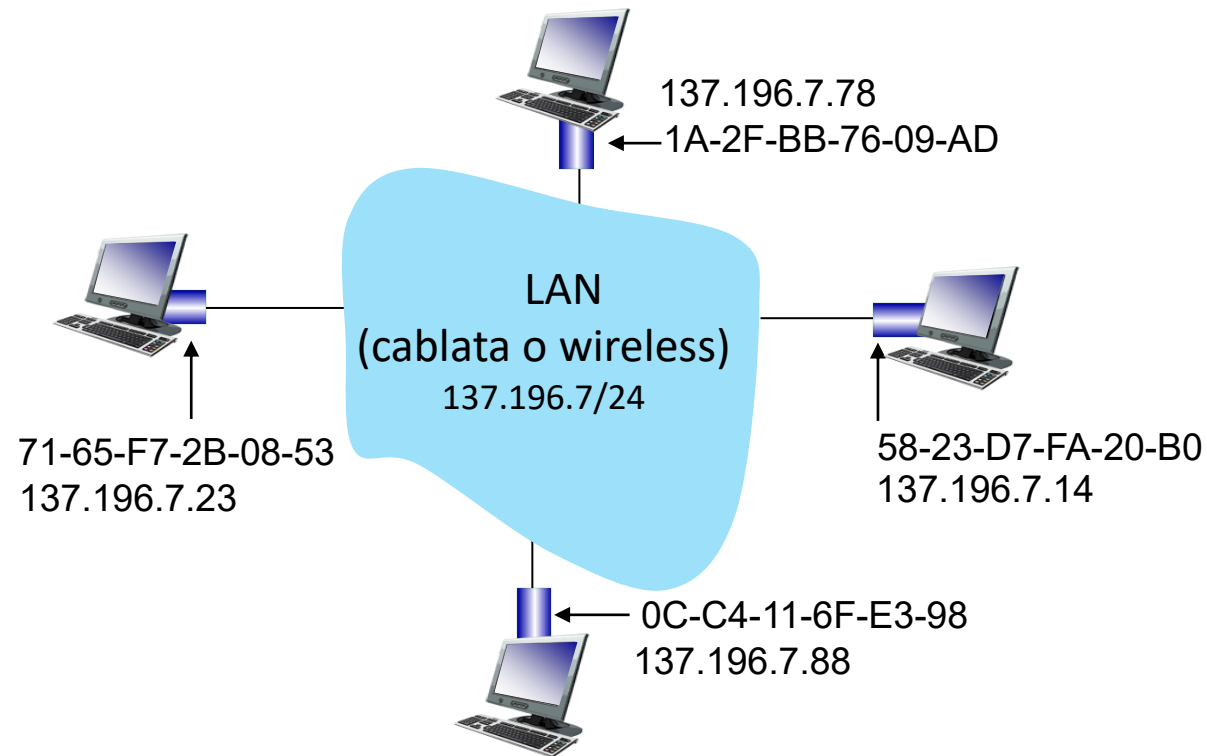 137.196.7.78
1A-2F-BB-76-09-AD
LAN
(cablata o wireless)
137.196.7/24
71-65-F7-2B-08-53
137.196.7.23
58-23-D7-FA-20-B0
137.196.7.14
0C-C4-11-6F-E3-98
137.196.7.88